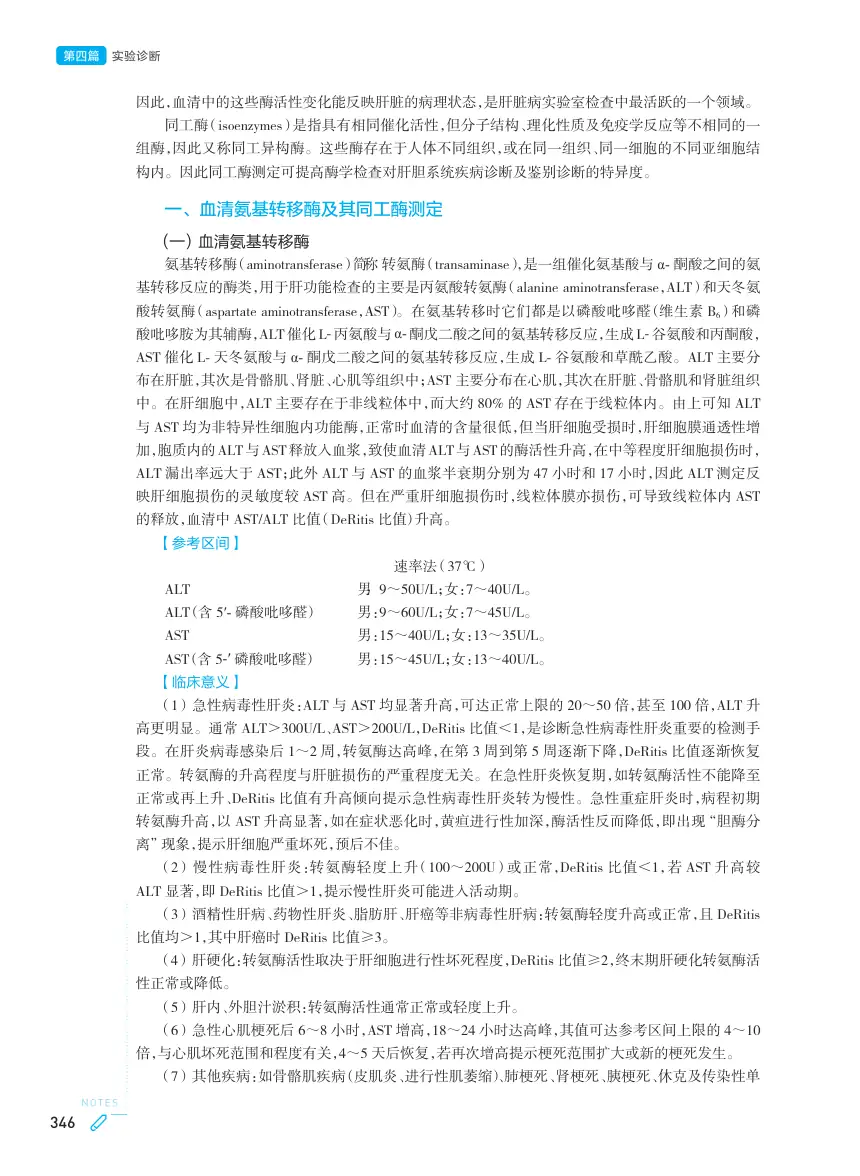 第四篇 实验诊断
因此,血清中的这些酶活性变化能反映肝脏的病理状态,是肝脏病实验室检查中最活跃的一个领域。
同工酶(isoenzymes)是指具有相同催化活性,但分子结构、理化性质及免疫学反应等不相同的一
组酶,因此又称同工异构酶。这些酶存在于人体不同组织,或在同一组织、同一细胞的不同亚细胞结
构内。因此同工酶测定可提高酶学检查对肝胆系统疾病诊断及鉴别诊断的特异度。
一、血清氨基转移酶及其同工酶测定
(一)血清氨基转移酶
氨基转移酶(aminotransferase)简称 转氨酶(transaminase),是一组催化氨基酸与 α- 酮酸之间的氨
基转移反应的酶类,用于肝功能检查的主要是丙氨酸转氨酶(alanine aminotransferase,ALT)和天冬氨
酸转氨酶(aspartate aminotransferase,AST)。在氨基转移时它们都是以磷酸吡哆醛(维生素 B₆)和磷
酸吡哆胺为其辅酶,ALT 催化 L- 丙氨酸与 α- 酮戊二酸之间的氨基转移反应,生成 L- 谷氨酸和丙酮酸,
AST 催化 L- 天冬氨酸与 α- 酮戊二酸之间的氨基转移反应,生成 L- 谷氨酸和草酰乙酸。ALT 主要分
布在肝脏,其次是骨骼肌、肾脏、心肌等组织中;AST 主要分布在心肌,其次在肝脏、骨骼肌和肾脏组织
中。在肝细胞中,ALT 主要存在于非线粒体中,而大约 80% 的 AST 存在于线粒体内。由上可知 ALT
与 AST 均为非特异性细胞内功能酶,正常时血清的含量很低,但当肝细胞受损时,肝细胞膜通透性增
加,胞质内的 ALT 与 AST 释放入血浆,致使血清 ALT 与 AST 的酶活性升高,在中等程度肝细胞损伤时,
ALT 漏出率远大于 AST;此外 ALT 与 AST 的血浆半衰期分别为 47 小时和 17 小时,因此 ALT 测定反
映肝细胞损伤的灵敏度较 AST 高。但在严重肝细胞损伤时,线粒体膜亦损伤,可导致线粒体内 AST
的释放,血清中 AST/ALT 比值(DeRitis 比值)升高。
【参考区间】
速率法(37℃)
ALT 男 9~50U/L;女:7~40U/L。
ALT(含 5′- 磷酸吡哆醛) 男:9~60U/L;女:7~45U/L。
AST 男:15~40U/L;女:13~35U/L。
AST(含 5-′ 磷酸吡哆醛) 男:15~45U/L;女:13~40U/L。
【临床意义】
(1)急性病毒性肝炎:ALT 与 AST 均显著升高,可达正常上限的 20~50 倍,甚至 100 倍,ALT 升
高更明显。通常 ALT>300U/L、AST>200U/L,DeRitis 比值<1,是诊断急性病毒性肝炎重要的检测手
段。在肝炎病毒感染后 1~2 周,转氨酶达高峰,在第 3 周到第 5 周逐渐下降,DeRitis 比值逐渐恢复
正常。转氨酶的升高程度与肝脏损伤的严重程度无关。在急性肝炎恢复期,如转氨酶活性不能降至
正常或再上升、DeRitis 比值有升高倾向提示急性病毒性肝炎转为慢性。急性重症肝炎时,病程初期
转氨酶升高,以 AST 升高显著,如在症状恶化时,黄疸进行性加深,酶活性反而降低,即出现“胆酶分
离”现象,提示肝细胞严重坏死,预后不佳。
(2)慢性病毒性肝炎:转氨酶轻度上升(100~200U)或正常,DeRitis 比值<1,若 AST 升高较
ALT 显著,即 DeRitis 比值>1,提示慢性肝炎可能进入活动期。
(3)酒精性肝病、药物性肝炎、脂肪肝、肝癌等非病毒性肝病:转氨酶轻度升高或正常,且 DeRitis
比值均>1,其中肝癌时 DeRitis 比值≥3。
(4)肝硬化:转氨酶活性取决于肝细胞进行性坏死程度,DeRitis 比值≥2,终末期肝硬化转氨酶活
性正常或降低。
(5)肝内、外胆汁淤积:转氨酶活性通常正常或轻度上升。
(6)急性心肌梗死后 6~8 小时,AST 增高,18~24 小时达高峰,其值可达参考区间上限的 4~10
倍,与心肌坏死范围和程度有关,4~5 天后恢复,若再次增高提示梗死范围扩大或新的梗死发生。
(7)其他疾病:如骨骼肌疾病(皮肌炎、进行性肌萎缩)、肺梗死、肾梗死、胰梗死、休克及传染性单
NOTES
346